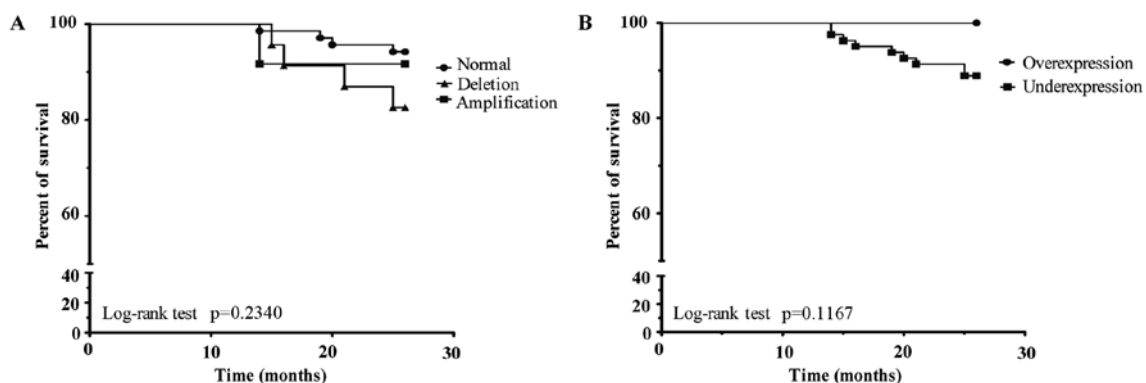 A
Percent of survival
100
80
60
40
20
0
Normal
Deletion
Amplification
Log-rank test p=0.2340
0 10 20 30
Time (months)
B
Percent of survival
100
80
60
40
20
0
Overexpression
Underexpression
Log-rank test p=0.1167
0 10 20 30
Time (months)